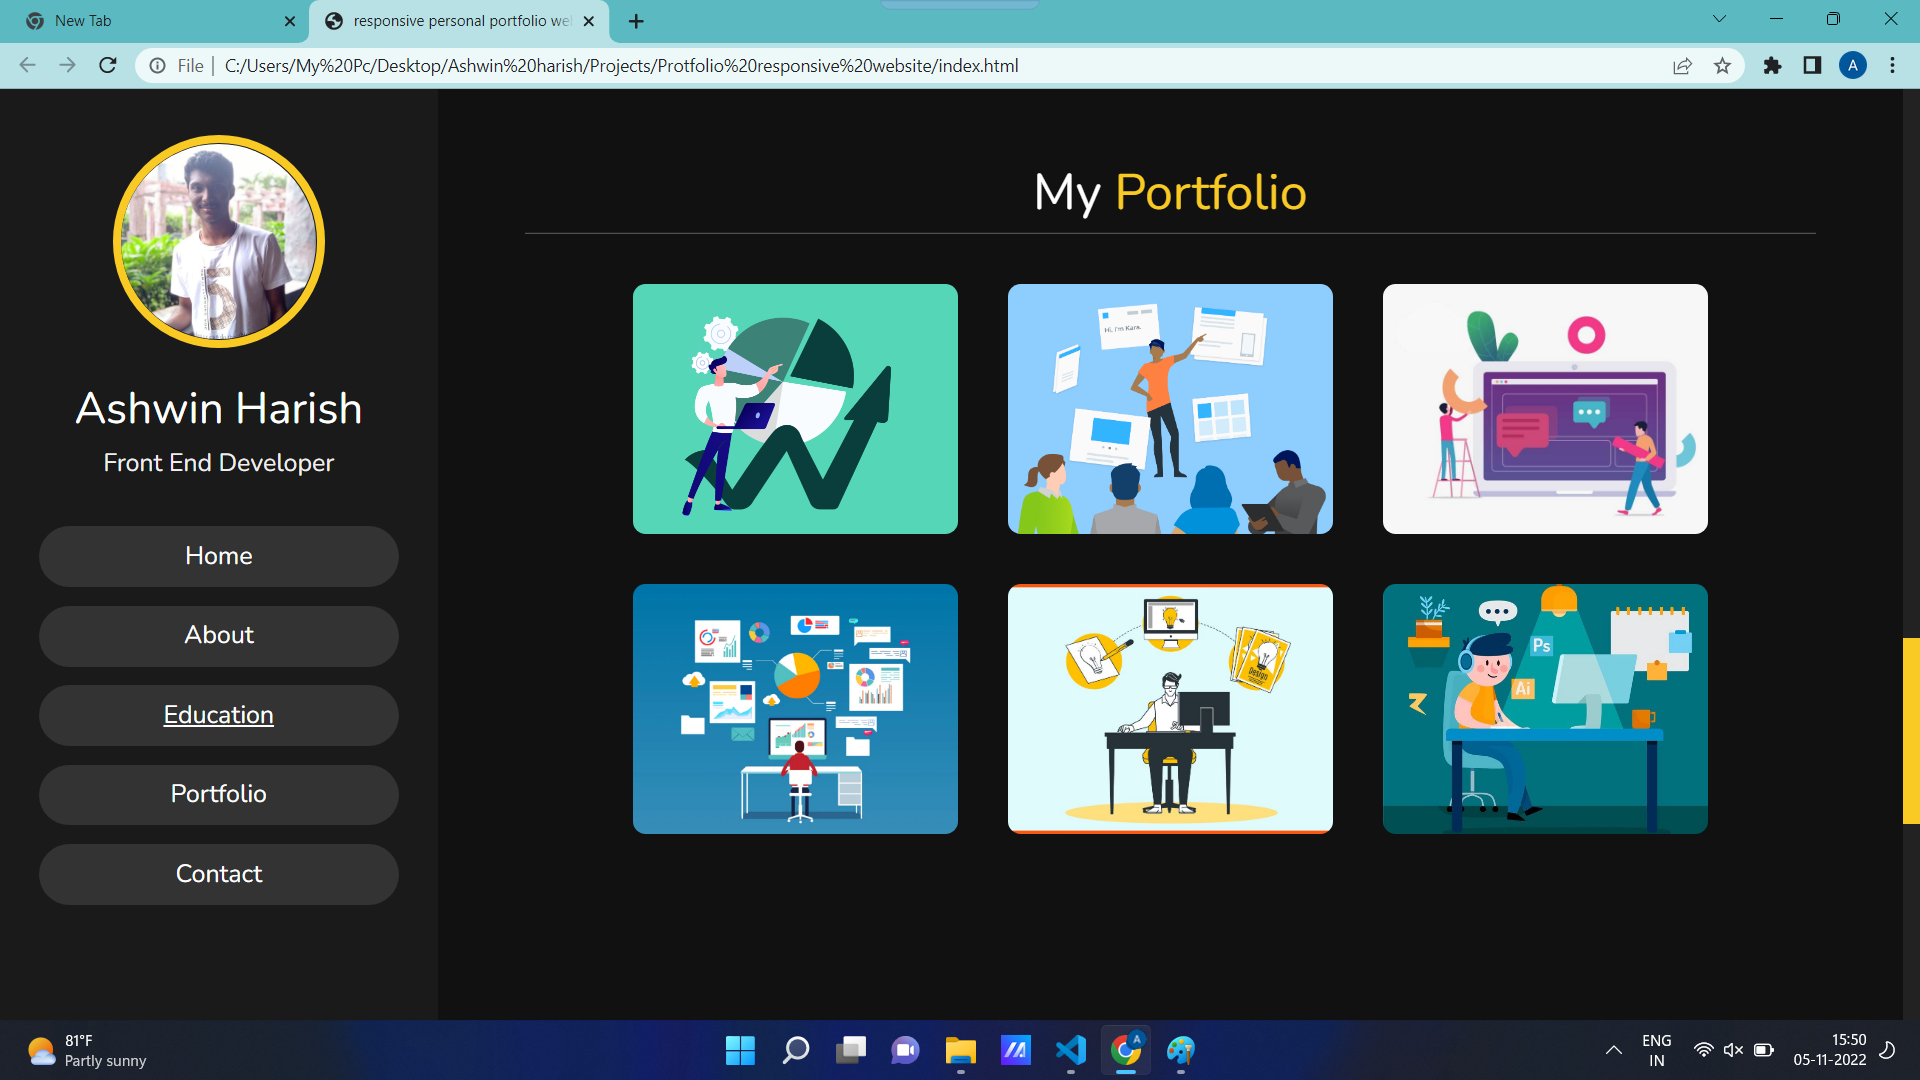 New Tab
responsive personal portfolio we
File
C:/Users/My%20Pc/Desktop/Ashwin%20harish/Projects/Protfolio%20responsive%20website/index.html
A
Ashwin Harish
Front End Developer
Home
About
Education
Portfolio
Contact
My Portfolio
Hi, I'm Kara.
Design
Ps
Ai
81°F
Partly sunny
A
ENG
IN
15:50
05-11-2022